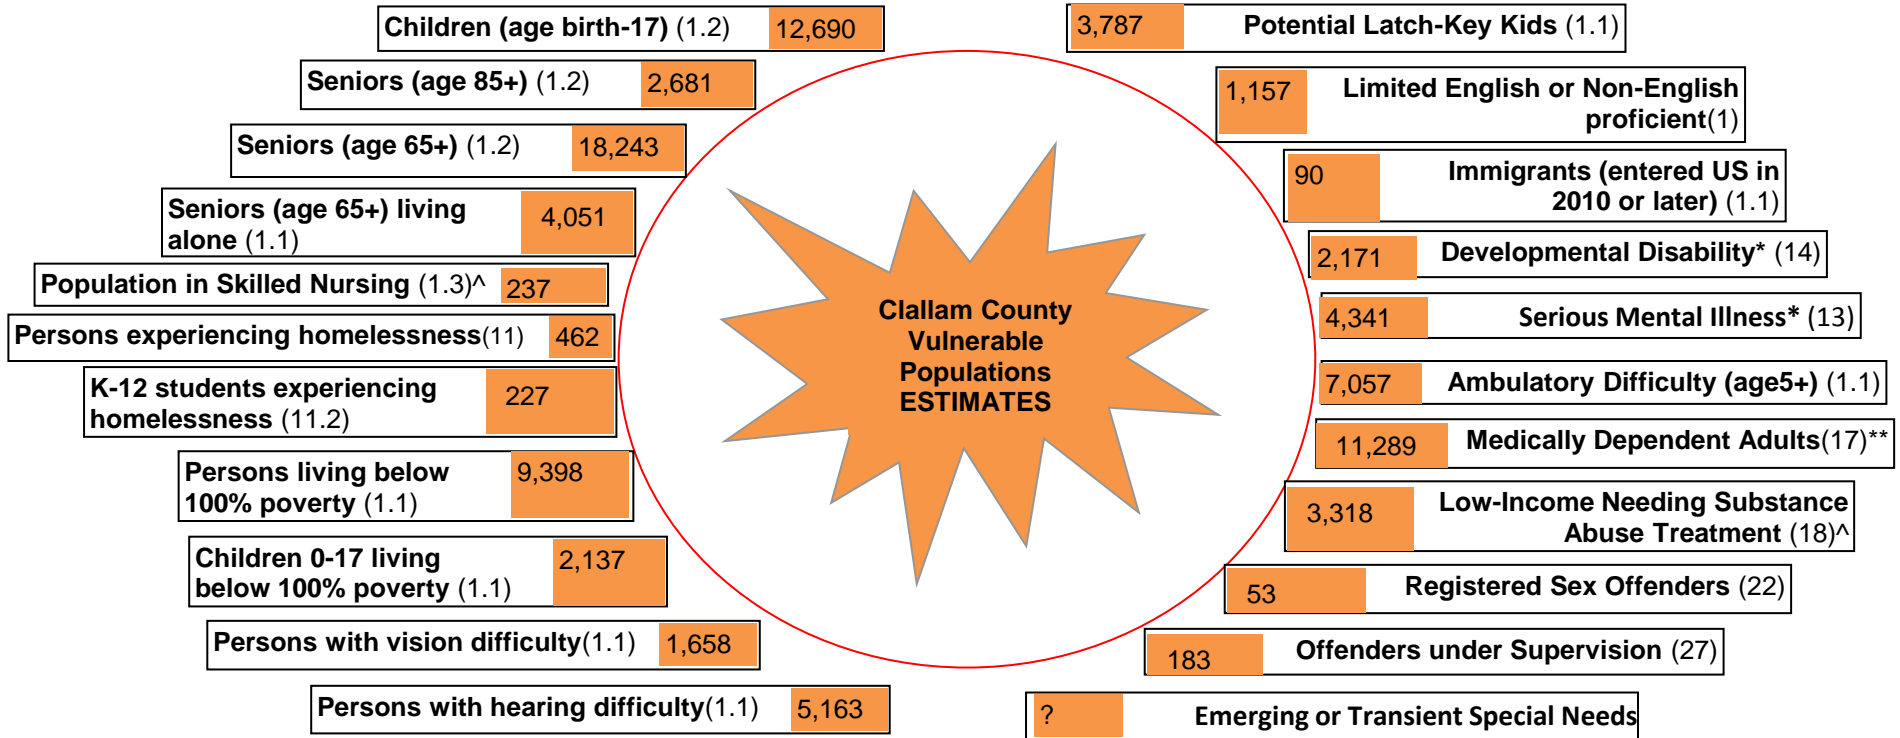 Children (age birth-17) (1.2) 12,690
Seniors (age 85+) (1.2) 2,681
Seniors (age 65+) (1.2) 18,243
Seniors (age 65+) living
alone (1.1)
4,051
Population in Skilled Nursing (1.3)^ 237
Persons experiencing homelessness(11) 462
K-12 students experiencing
homelessness (11.2)
227
Persons living below
100% poverty (1.1)
9,398
Children 0-17 living
below 100% poverty (1.1)
2,137
Persons with vision difficulty(1.1) 1,658
Persons with hearing difficulty(1.1) 5,163
Clallam County
Vulnerable
Populations
ESTIMATES
3,787 Potential Latch-Key Kids (1.1)
1,157
Limited English or Non-English
proficient(1)
90
Immigrants (entered US in
2010 or later) (1.1)
2,171 Developmental Disability* (14)
4,341 Serious Mental Illness* (13)
7,057 Ambulatory Difficulty (age5+) (1.1)
11,289 Medically Dependent Adults(17)**
3,318
Low-Income Needing Substance
Abuse Treatment (18)^
53 Registered Sex Offenders (22)
183 Offenders under Supervision (27)
? Emerging or Transient Special Needs